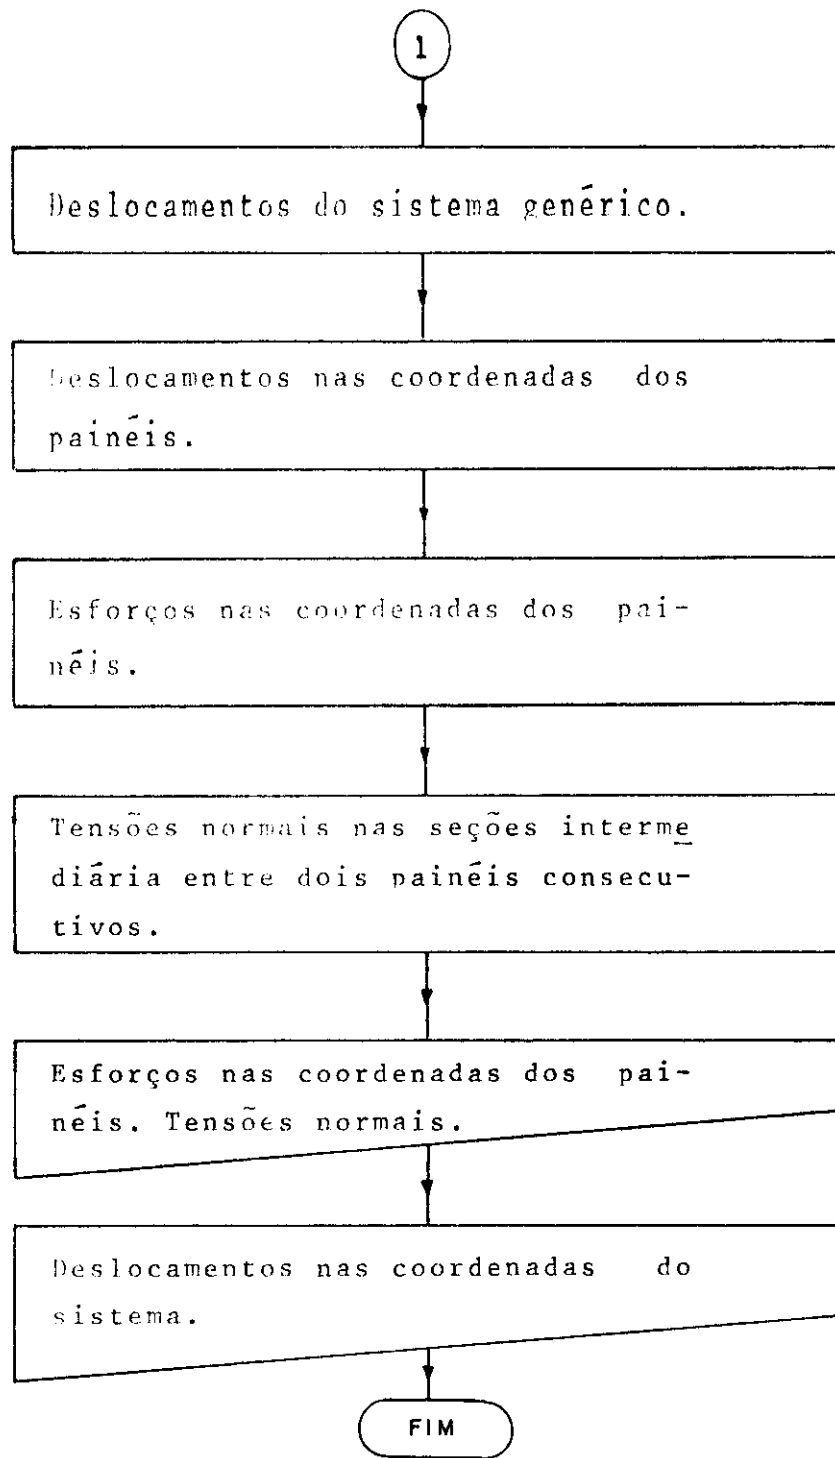 1
Deslocamentos do sistema genérico.
Deslocamentos nas coordenadas dos
painéis.
Esforços nas coordenadas dos pai-
néis.
Tensões normais nas seções interme
diária entre dois painéis consecu-
tivos.
Esforços nas coordenadas dos pai-
néis. Tensões normais.
Deslocamentos nas coordenadas do
sistema.
FIM